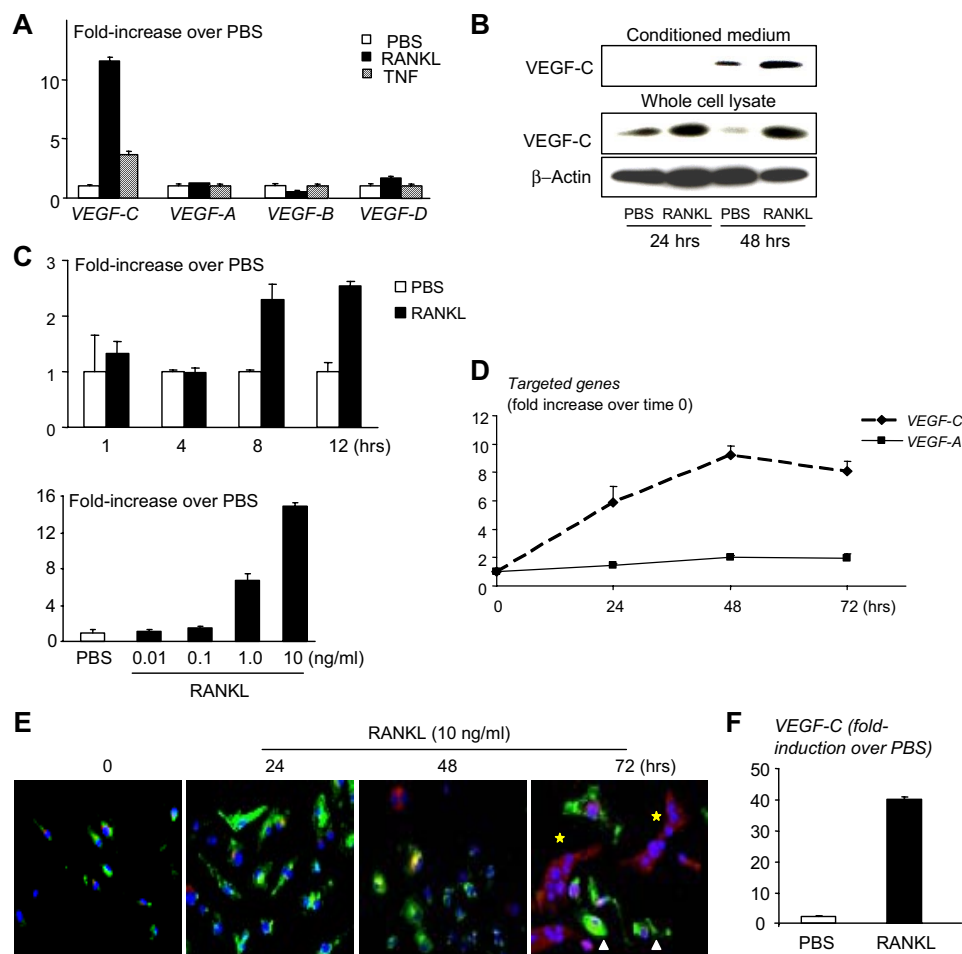 A
Fold-increase over PBS
PBS
RANKL
TNF
10
5
0
VEGF-C VEGF-A VEGF-B VEGF-D
B
Conditioned medium
VEGF-C
Whole cell lysate
VEGF-C
β–Actin
PBS RANKL PBS RANKL
24 hrs 48 hrs
C
Fold-increase over PBS
PBS
RANKL
3
2
1
0
1 4 8 12 (hrs)
Fold-increase over PBS
16
12
8
4
0
PBS 0.01 0.1 1.0 10 (ng/ml)
RANKL
D
Targeted genes
(fold increase over time 0)
VEGF-C
VEGF-A
12
10
8
6
4
2
0
0 24 48 72 (hrs)
E
RANKL (10 ng/ml)
0 24 48 72 (hrs)
F
VEGF-C (fold-
induction over PBS)
50
40
30
20
10
0
PBS RANKL